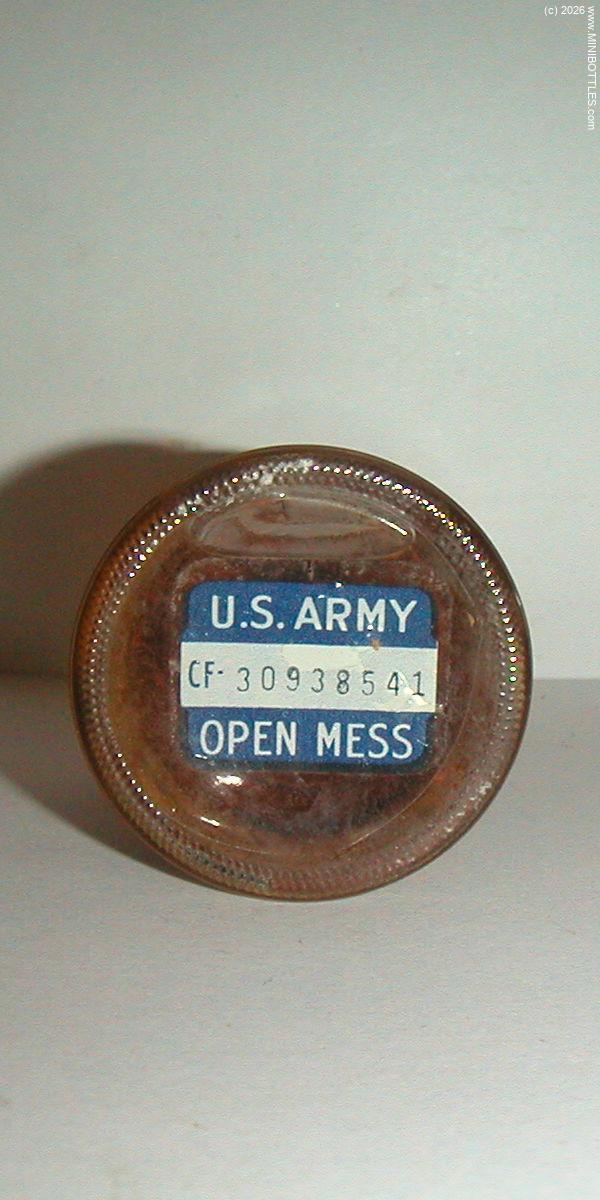 (c) 2026 www.MINIBOTTLES.com
U.S. ARMY
CF- 30938541
OPEN MESS